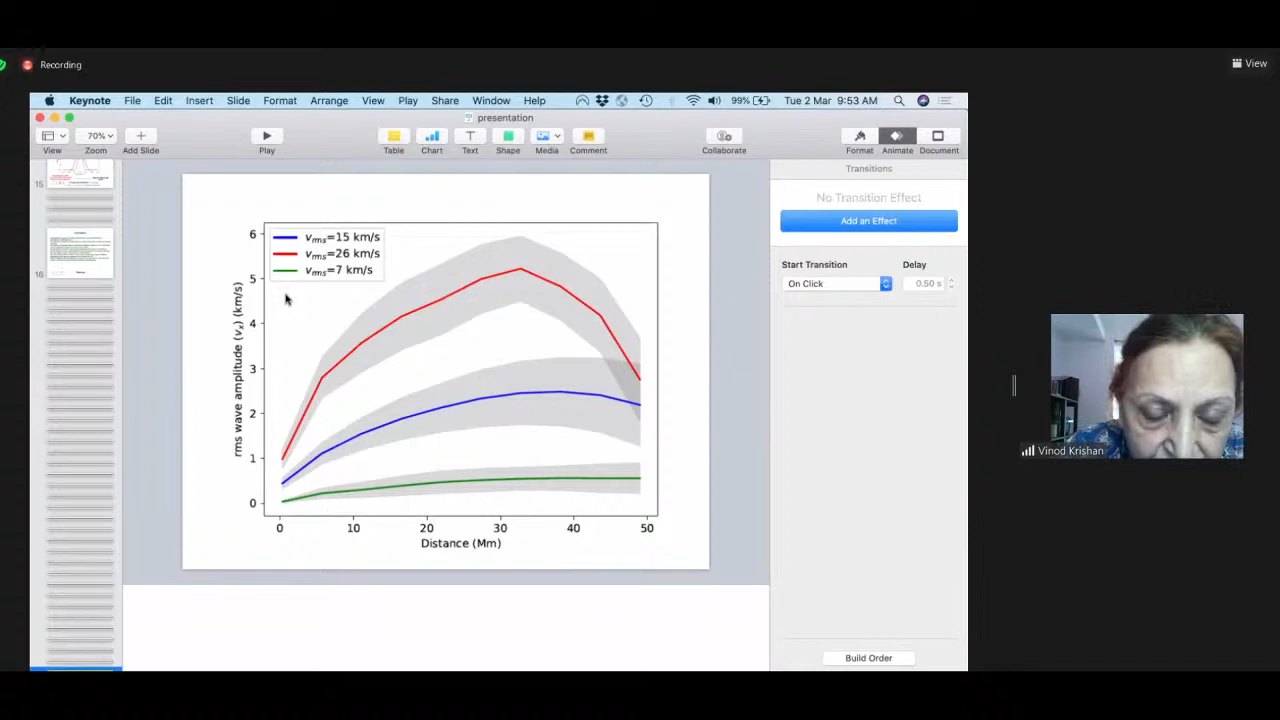 Recording
View
Keynote File Edit Insert Slide Format Arrange View Play Share Window Help 99% Tue 2 Mar 9:53 AM
presentation
70%
View Zoom Add Slide Play Table Chart Text Shape Media Comment Collaborate Format Animate Document
Transitions
No Transition Effect
Add an Effect
Start Transition Delay
On Click 0.50 s
Build Order
15
16
vrms=15 km/s
vrms=26 km/s
vrms=7 km/s
rms wave amplitude (vx) (km/s)
6
5
4
3
2
1
0
0 10 20 30 40 50
Distance (Mm)
Vinod Krishan